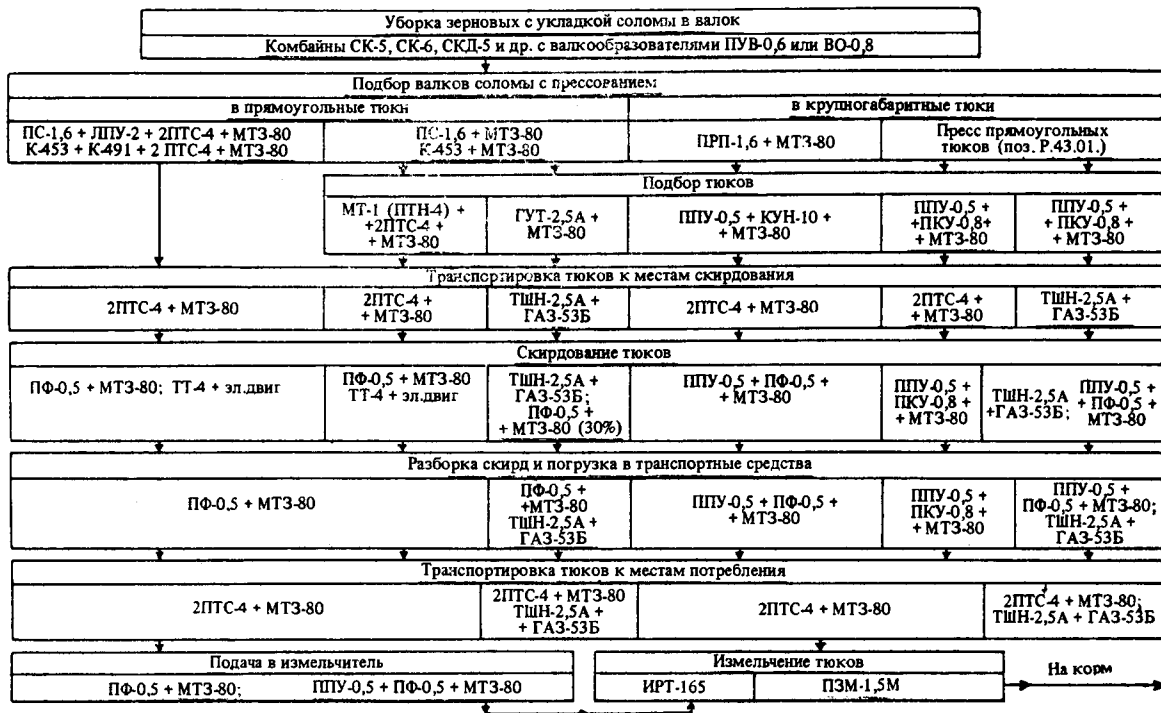 Уборка зерновых с укладкой соломы в валок
Комбайны СК-5, СК-6, СКД-5 и др. с валкообразователями ПУВ-0,6 или ВО-0,8
Подбор валков соломы с прессованием
в прямоугольные тюки
в крупногабаритные тюки
ПС-1,6 + ЛПУ-2 + 2ПТС-4 + МТЗ-80
К-453 + К-491 + 2 ПТС-4 + МТЗ-80
ПС-1,6 + МТЗ-80
К-453 + МТЗ-80
ПРП-1,6 + МТЗ-80
Пресс прямоугольных
тюков (поз. Р.43.01.)
Подбор тюков
МТ-1 (ПТН-4) +
+2ПТС-4 +
+ МТЗ-80
ГУТ-2,5А +
МТЗ-80
ППУ-0,5 + КУН-10 +
+ МТЗ-80
ППУ-0,5 +
+ПКУ-0,8+
+ МТЗ-80
ППУ-0,5 +
+ ПКУ-0,8 +
+ МТЗ-80
Транспортировка тюков к местам скирдования
2ПТС-4 + МТЗ-80
2ПТС-4 +
+ МТЗ-80
ТШН-2,5А +
ГАЗ-53Б
2ПТС-4 + МТЗ-80
2ПТС-4 +
+ МТЗ-80
ТШН-2,5А +
ГАЗ-53Б
Скирдование тюков
ПФ-0,5 + МТЗ-80; ТТ-4 + эл.двиг
ПФ-0,5 + МТЗ-80
ТТ-4 + эл.двиг
ТШН-2,5А +
ГАЗ-53Б;
ПФ-0,5 +
+ МТЗ-80 (30%)
ППУ-0,5 + ПФ-0,5 +
+ МТЗ-80
ППУ-0,5 +
ПКУ-0,8 +
+ МТЗ-80
ТШН-2,5А
+ГАЗ-53Б;
ППУ-0,5 +
+ ПФ-0,5 +
МТЗ-80
Разборка скирд и погрузка в транспортные средства
ПФ-0,5 + МТЗ-80
ПФ-0,5 +
+МТЗ-80
ТШН-2,5А +
ГАЗ-53Б
ППУ-0,5 + ПФ-0,5 +
+ МТЗ-80
ППУ-0,5 +
ПКУ-0,8 +
+ МТЗ-80
ППУ-0,5 +
ПФ-0,5 + МТЗ-80;
ТШН-2,5А +
ГАЗ-53Б
Транспортировка тюков к местам потребления
2ПТС-4 + МТЗ-80
2ПТС-4 + МТЗ-80
ТШН-2,5А +
+ ГАЗ-53Б
2ПТС-4 + МТЗ-80
2ПТС-4 + МТЗ-80;
ТШН-2,5А + ГАЗ-53Б
Подача в измельчитель
ПФ-0,5 + МТЗ-80; ППУ-0,5 + ПФ-0,5 + МТЗ-80
Измельчение тюков
ИРТ-165
ПЗМ-1,5М
На корм